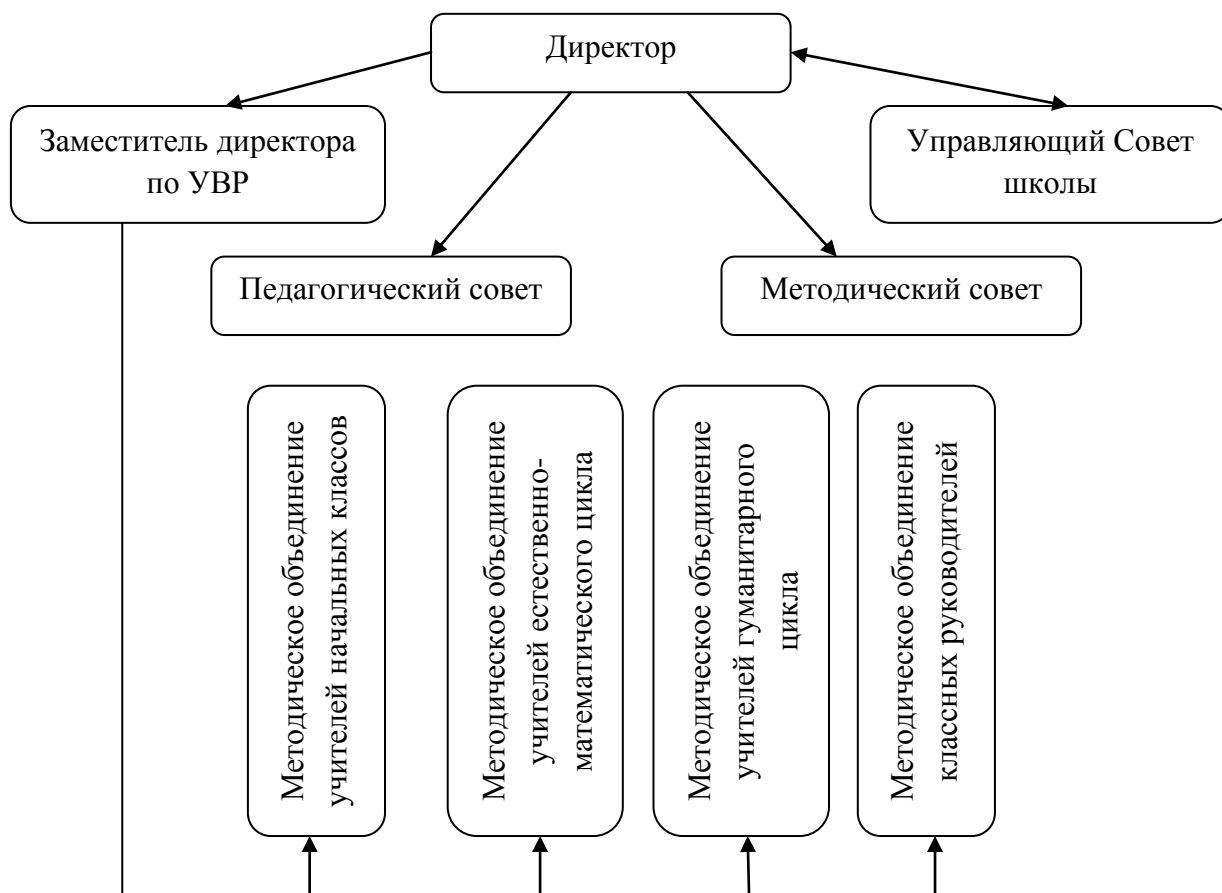 Директор
Заместитель директора
по УВР
Управляющий Совет
школы
Педагогический совет
Методический совет
Методическое объединение
учителей начальных классов
Методическое объединение
учителей естественно-
математического цикла
Методическое объединение
учителей гуманитарного
цикла
Методическое объединение
классных руководителей